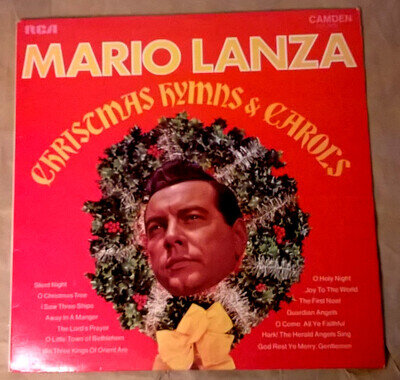 RCA
CAMDEN
MARIO LANZA
CHRISTMAS HYMNS & CAROLS
Silent Night
O Christmas Tree
I Saw Three Ships
Away In A Manger
The Lord's Prayer
O Little Town of Bethlehem
We Three Kings Of Orient Are
O Holy Night
Joy To The World
The First Noel
Guardian Angels
O Come All Ye Faithful
Hark! The Herald Angels Sing
God Rest Ye Merry, Gentlemen